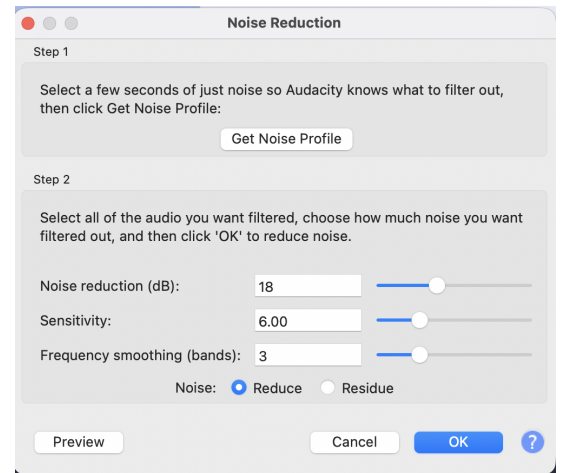 Noise Reduction
Step 1
Select a few seconds of just noise so Audacity knows what to filter out,
then click Get Noise Profile:
Get Noise Profile
Step 2
Select all of the audio you want filtered, choose how much noise you want
filtered out, and then click 'OK' to reduce noise.
Noise reduction (dB): 18
Sensitivity: 6.00
Frequency smoothing (bands): 3
Noise: Reduce Residue
Preview Cancel OK ?